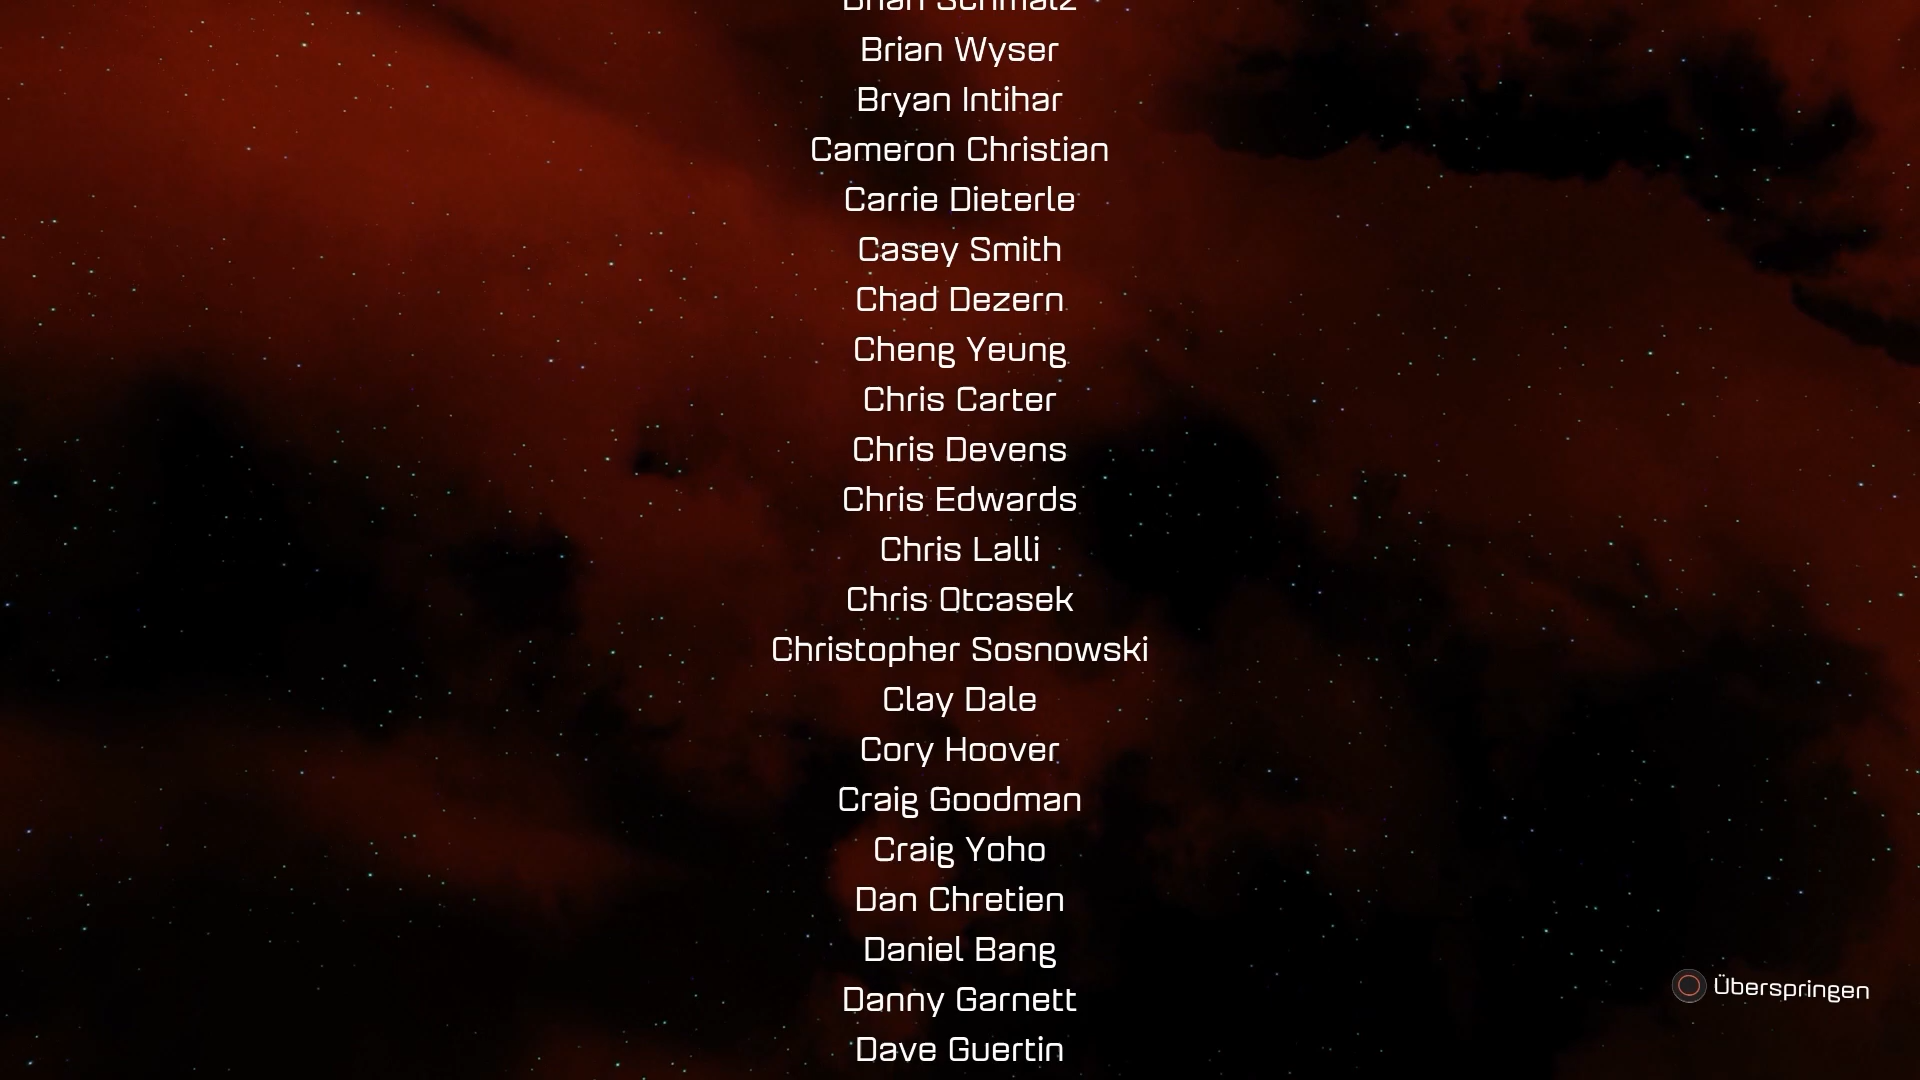 Brian Schmalz
Brian Wyser
Bryan Intihar
Cameron Christian
Carrie Dieterle
Casey Smith
Chad Dezern
Cheng Yeung
Chris Carter
Chris Devens
Chris Edwards
Chris Lalli
Chris Otcasek
Christopher Sosnowski
Clay Dale
Cory Hoover
Craig Goodman
Craig Yoho
Dan Chretien
Daniel Bang
Überspringen
Danny Garnett
Dave Guertin